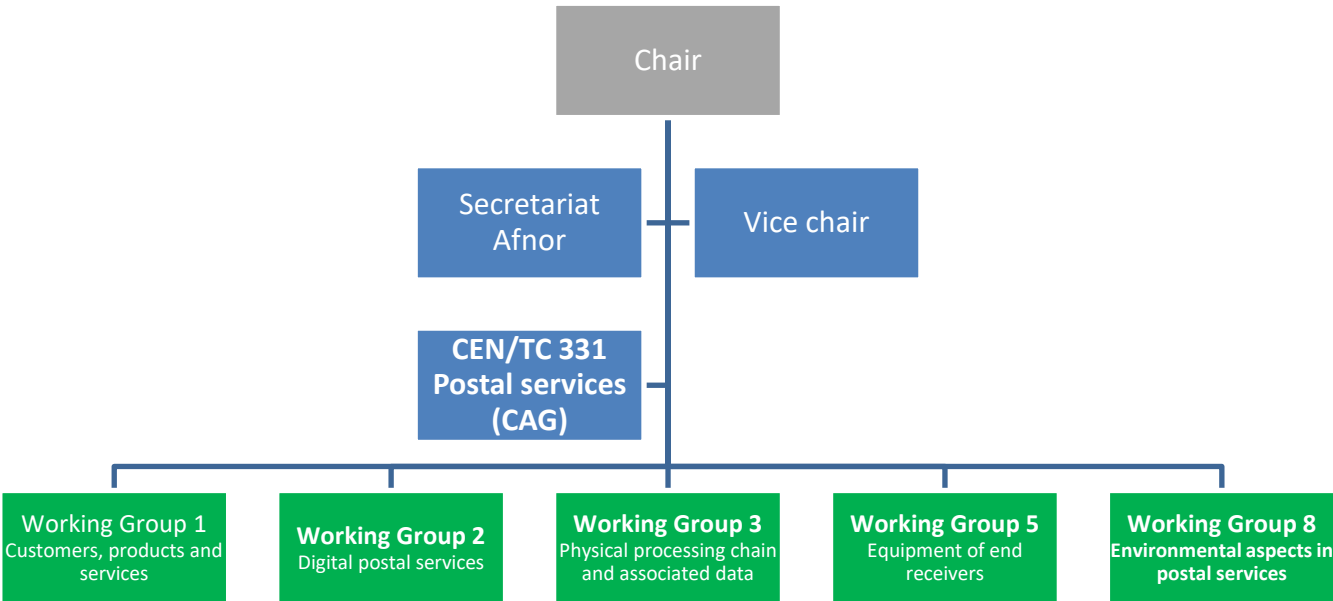 Chair
Secretariat
Afnor
Vice chair
CEN/TC 331
Postal services
(CAG)
Working Group 1
Customers, products and
services
Working Group 2
Digital postal services
Working Group 3
Physical processing chain
and associated data
Working Group 5
Equipment of end
receivers
Working Group 8
Environmental aspects in
postal services